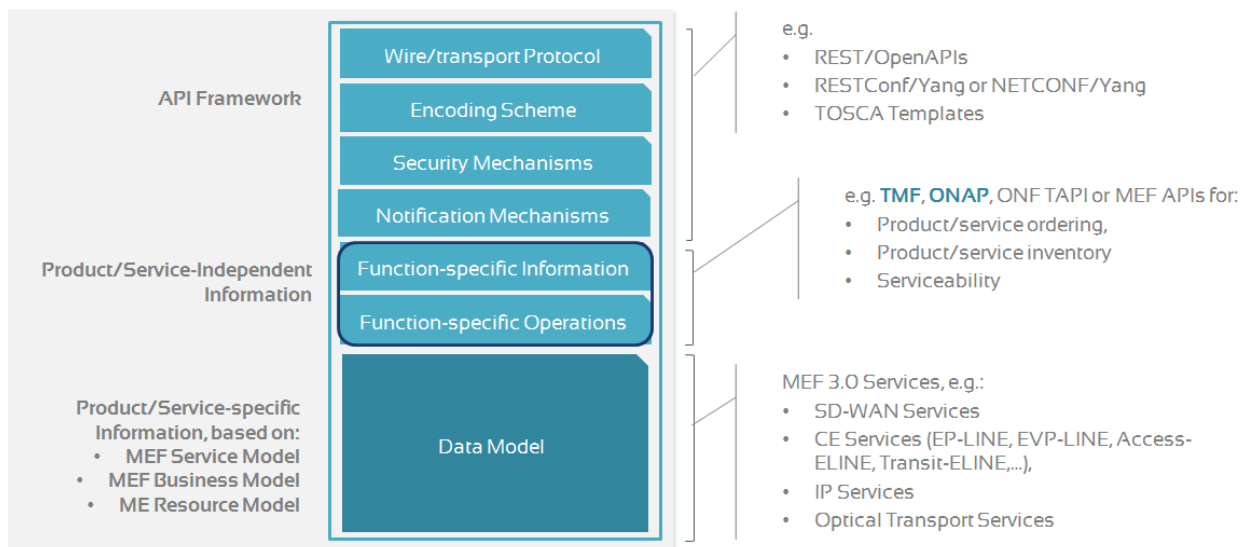 API Framework
Wire/transport Protocol
Encoding Scheme
Security Mechanisms
Notification Mechanisms
e.g.
• REST/OpenAPIs
• RESTConf/Yang or NETCONF/Yang
• TOSCA Templates
Product/Service-Independent
Information
Function-specific Information
Function-specific Operations
e.g. TMF, ONAP, ONF TAPI or MEF APIs for:
• Product/service ordering,
• Product/service inventory
• Serviceability
Product/Service-specific
Information, based on:
• MEF Service Model
• MEF Business Model
• ME Resource Model
Data Model
MEF 3.0 Services, e.g.:
• SD-WAN Services
• CE Services (EP-LINE, EVP-LINE, Access-
ELINE, Transit-ELINE,...),
• IP Services
• Optical Transport Services